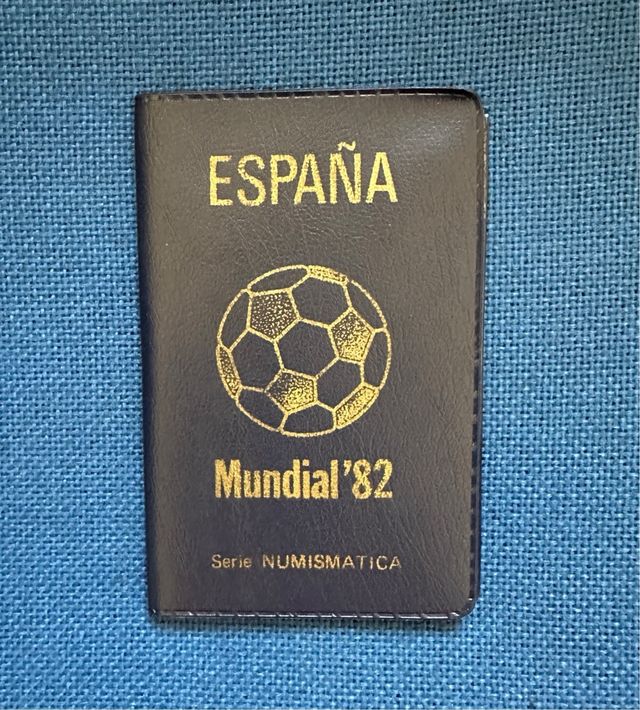 ESPAÑA
Mundial '82
Serie NUMISMATICA